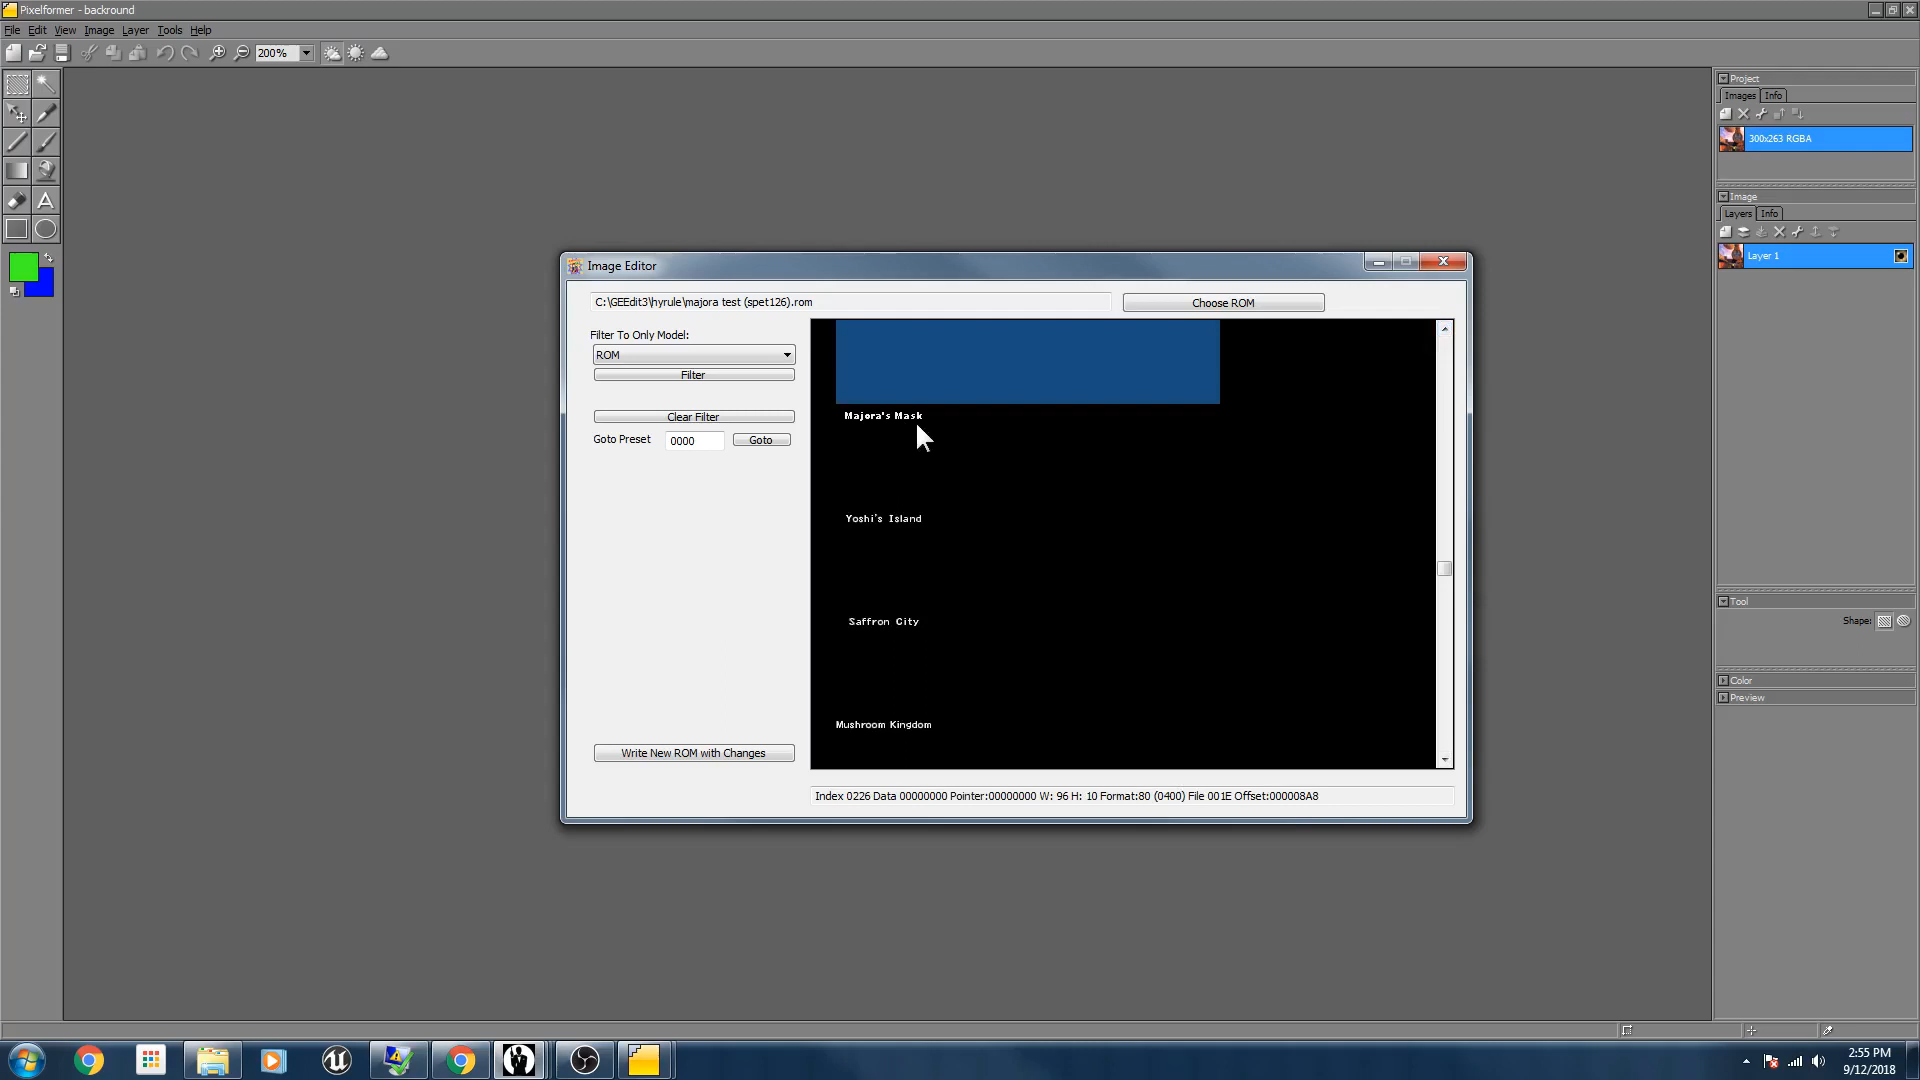 Pixelformer - backround
File Edit View Image Layer Tools Help
200%
Project
Images Info
300x263 RGBA
Image
Layers Info
Layer 1
Image Editor
C:\GEEdit3\hyrule\majora test (spet126).rom
Choose ROM
Filter To Only Model:
ROM
Filter
Clear Filter
Goto Preset 0000 Goto
Write New ROM with Changes
Majora's Mask
Yoshi's Island
Saffron City
Mushroom Kingdom
Index 0226 Data 00000000 Pointer:00000000 W: 96 H: 10 Format:80 (0400) File 001E Offset:000008A8
Tool
Shape:
Color
Preview
2:55 PM
9/12/2018